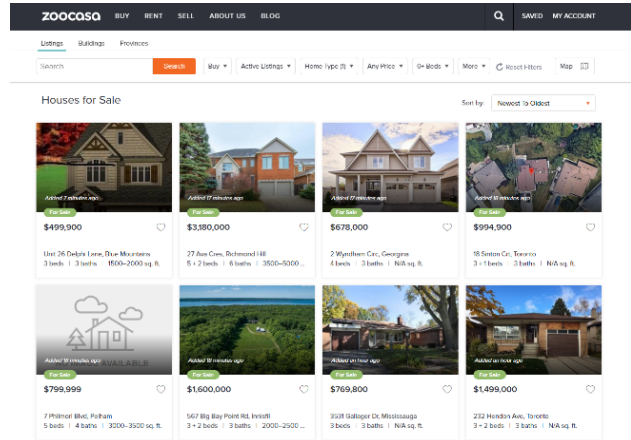 zoocasa BUY RENT SELL ABOUT US BLOG SAVED MY ACCOUNT
Listings Buildings Provinces
Search Search Buy Active Listings Home Type (1) Any Price 0+ Beds More Reset Filters Map
Houses for Sale
Sort by: Newest To Oldest
Added 7 minutes ago Added 17 minutes ago Added 17 minutes ago Added 18 minutes ago
For Sale For Sale For Sale For Sale
$499,900 $3,180,000 $678,000 $994,900
Unit 26 Delphi Lane, Blue Mountains 27 Ava Cres, Richmond Hill 2 Wyndham Circ, Georgina 18 Sinton Crt, Toronto
3 beds | 3 baths | 1500–2000 sq. ft. 5 + 2 beds | 6 baths | 3500–5000 ... 4 beds | 3 baths | N/A sq. ft. 3 + 1 beds | 3 baths | N/A sq. ft.
AVAILABLE
Added 18 minutes ago Added 18 minutes ago Added an hour ago Added an hour ago
For Sale For Sale For Sale For Sale
$799,999 $1,600,000 $769,800 $1,499,000
7 Philmori Blvd, Pelham 567 Big Bay Point Rd, Innisfil 3531 Gallager Dr, Mississauga 232 Hendon Ave, Toronto
5 beds | 4 baths | 3000–3500 sq. ft. 3 + 2 beds | 3 baths | 2000–2500 ... 3 beds | 3 baths | N/A sq. ft. 3 + 2 beds | 3 baths | N/A sq. ft.